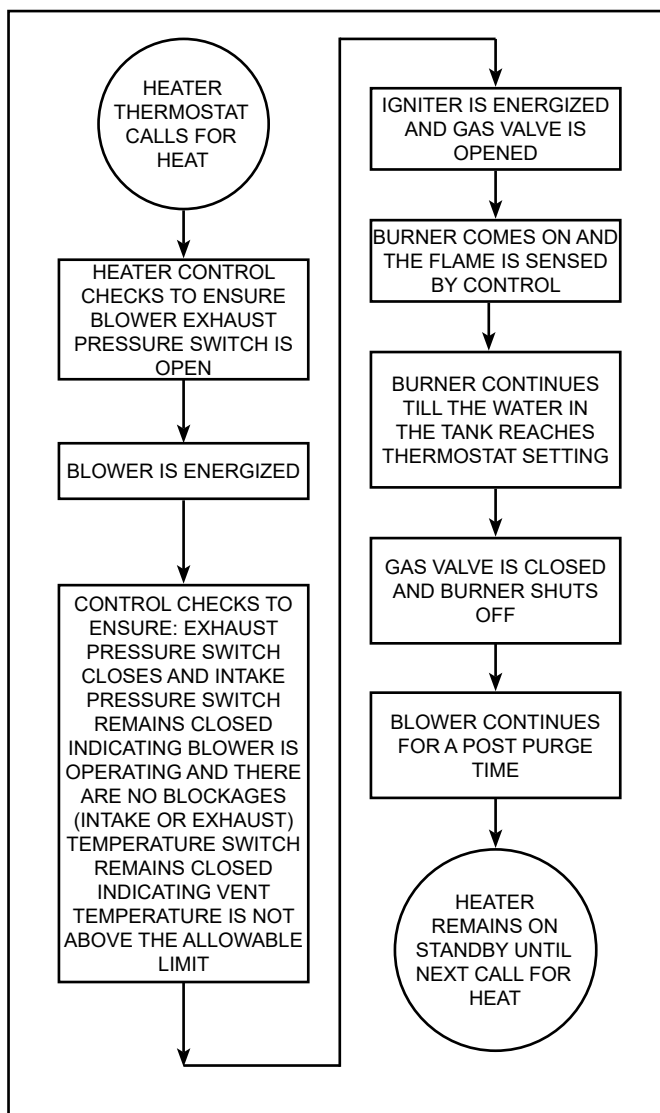 HEATER
THERMOSTAT
CALLS FOR
HEAT
HEATER CONTROL
CHECKS TO ENSURE
BLOWER EXHAUST
PRESSURE SWITCH IS
OPEN
BLOWER IS ENERGIZED
CONTROL CHECKS TO
ENSURE: EXHAUST
PRESSURE SWITCH
CLOSES AND INTAKE
PRESSURE SWITCH
REMAINS CLOSED
INDICATING BLOWER IS
OPERATING AND THERE
ARE NO BLOCKAGES
(INTAKE OR EXHAUST)
TEMPERATURE SWITCH
REMAINS CLOSED
INDICATING VENT
TEMPERATURE IS NOT
ABOVE THE ALLOWABLE
LIMIT
IGNITER IS ENERGIZED
AND GAS VALVE IS
OPENED
BURNER COMES ON AND
THE FLAME IS SENSED
BY CONTROL
BURNER CONTINUES
TILL THE WATER IN
THE TANK REACHES
THERMOSTAT SETTING
GAS VALVE IS CLOSED
AND BURNER SHUTS
OFF
BLOWER CONTINUES
FOR A POST PURGE
TIME
HEATER
REMAINS ON
STANDBY UNTIL
NEXT CALL FOR
HEAT